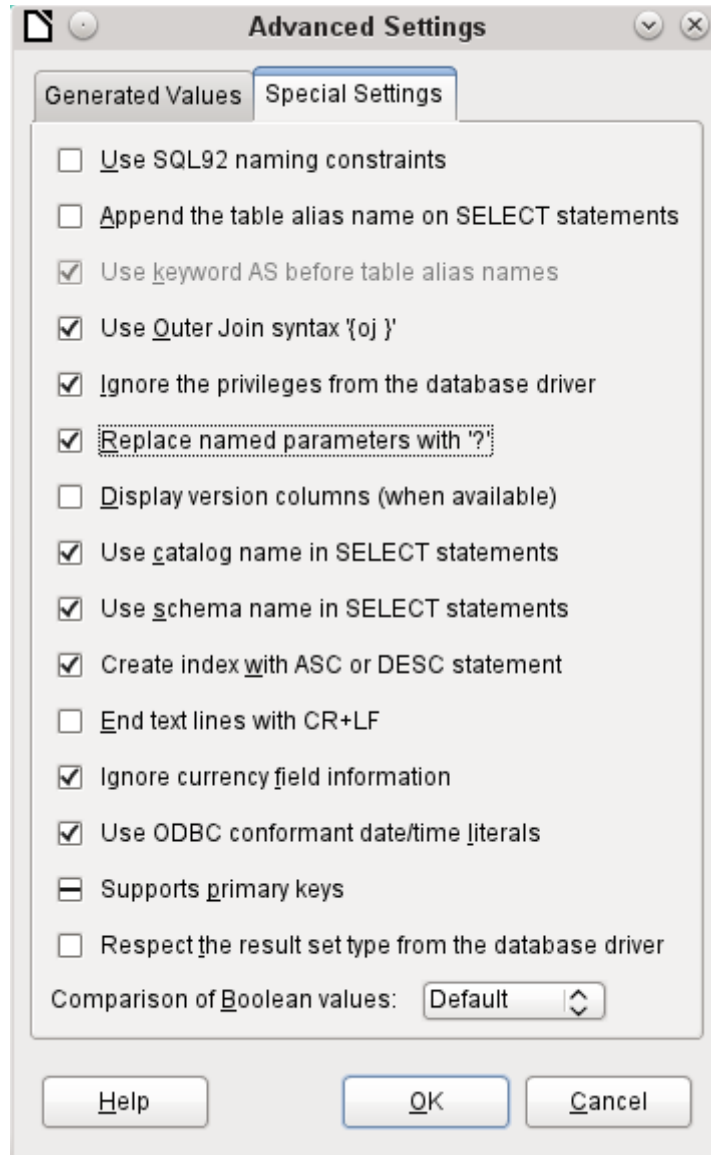 Advanced Settings
Generated Values Special Settings
Use SQL92 naming constraints
Append the table alias name on SELECT statements
Use keyword AS before table alias names
Use Outer Join syntax '{oj }'
Ignore the privileges from the database driver
Replace named parameters with '?'
Display version columns (when available)
Use catalog name in SELECT statements
Use schema name in SELECT statements
Create index with ASC or DESC statement
End text lines with CR+LF
Ignore currency field information
Use ODBC conformant date/time literals
Supports primary keys
Respect the result set type from the database driver
Comparison of Boolean values: Default
Help OK Cancel